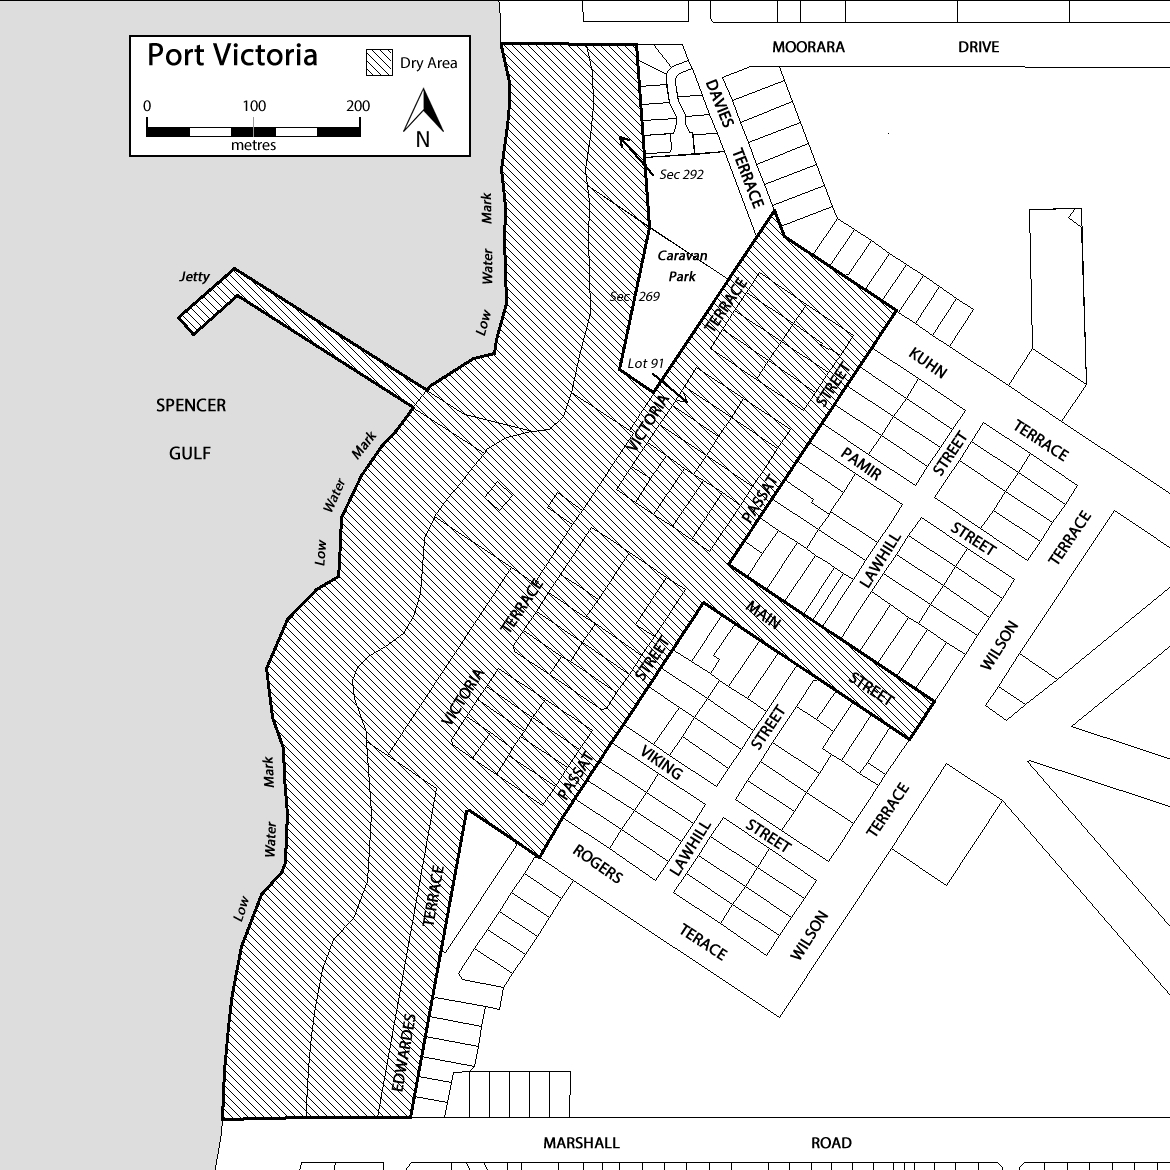 MOORARA DRIVE
Port Victoria
Dry Area
0 100 200
metres
N
DAVIES
TERRACE
Sec 292
Low Water Mark
Caravan
Park
Jetty
Sec 269
TERRACE
Lot 91
KUHN
TERRACE
STREET
SPENCER
GULF
VICTORIA
PAMIR
STREET
STREET
PASSAT
TERRACE
Low Water Mark
LAWHILL
TERRACE
MAIN
STREET
WILSON
STREET
VICTORIA
STREET
VIKING
STREET
PASSAT
TERRACE
Low Water Mark
LAWHILL
ROGERS
TERACE
WILSON
TERRACE
EDWARDES
MARSHALL ROAD